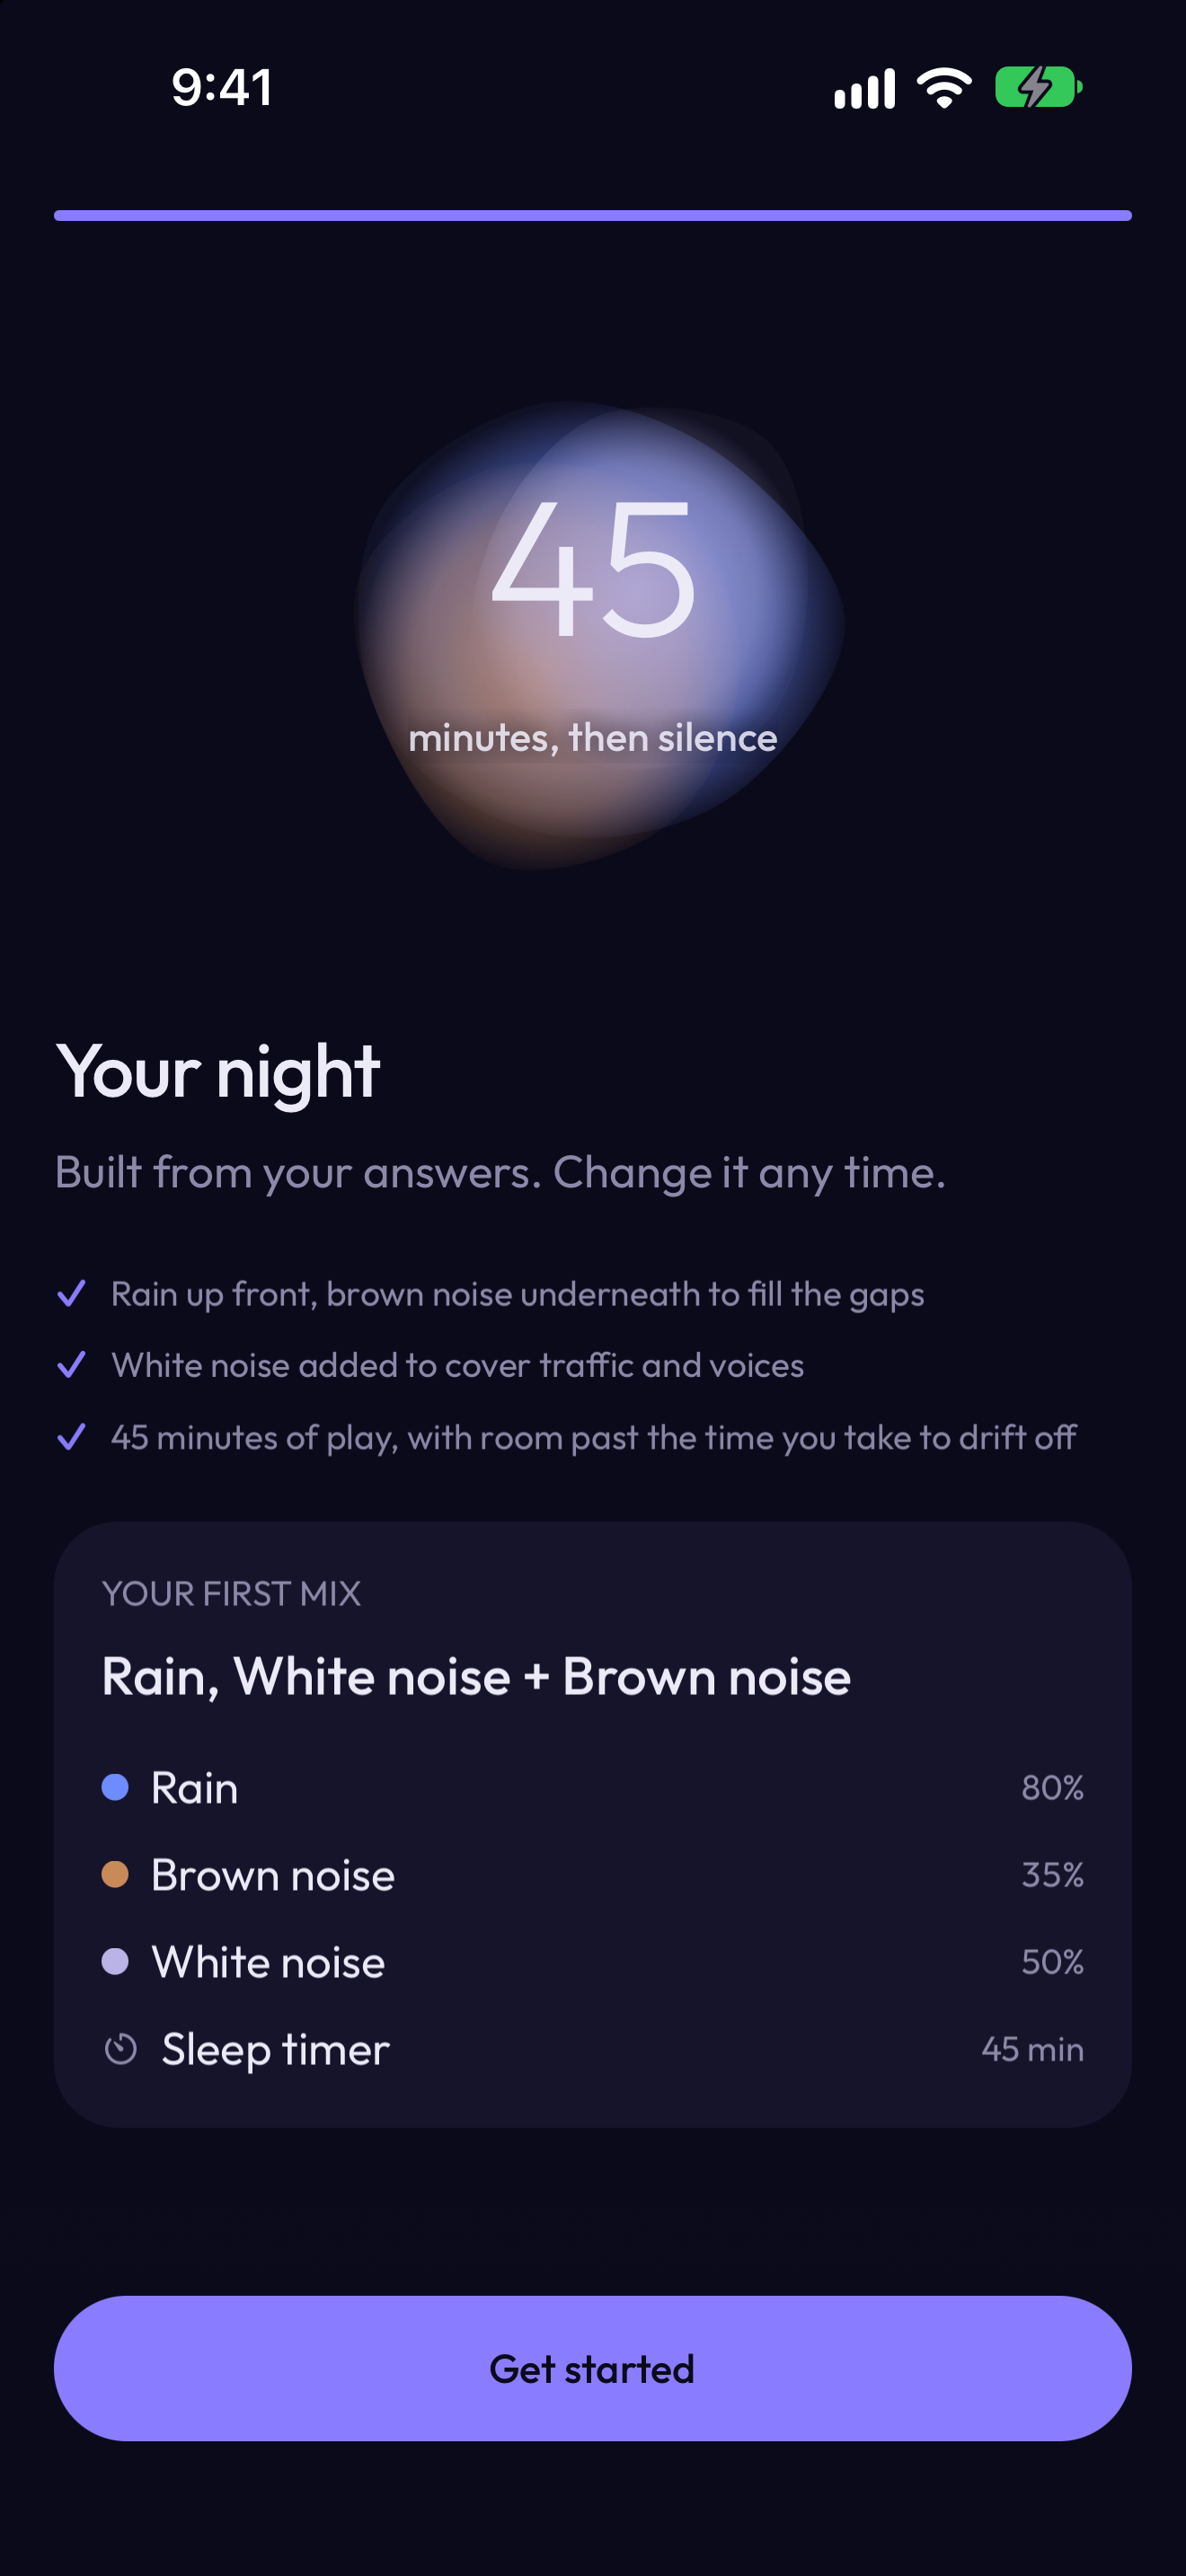 9:41
45
minutes, then silence
Your night
Built from your answers. Change it any time.
Rain up front, brown noise underneath to fill the gaps
White noise added to cover traffic and voices
45 minutes of play, with room past the time you take to drift off
YOUR FIRST MIX
Rain, White noise + Brown noise
Rain 80%
Brown noise 35%
White noise 50%
Sleep timer 45 min
Get started